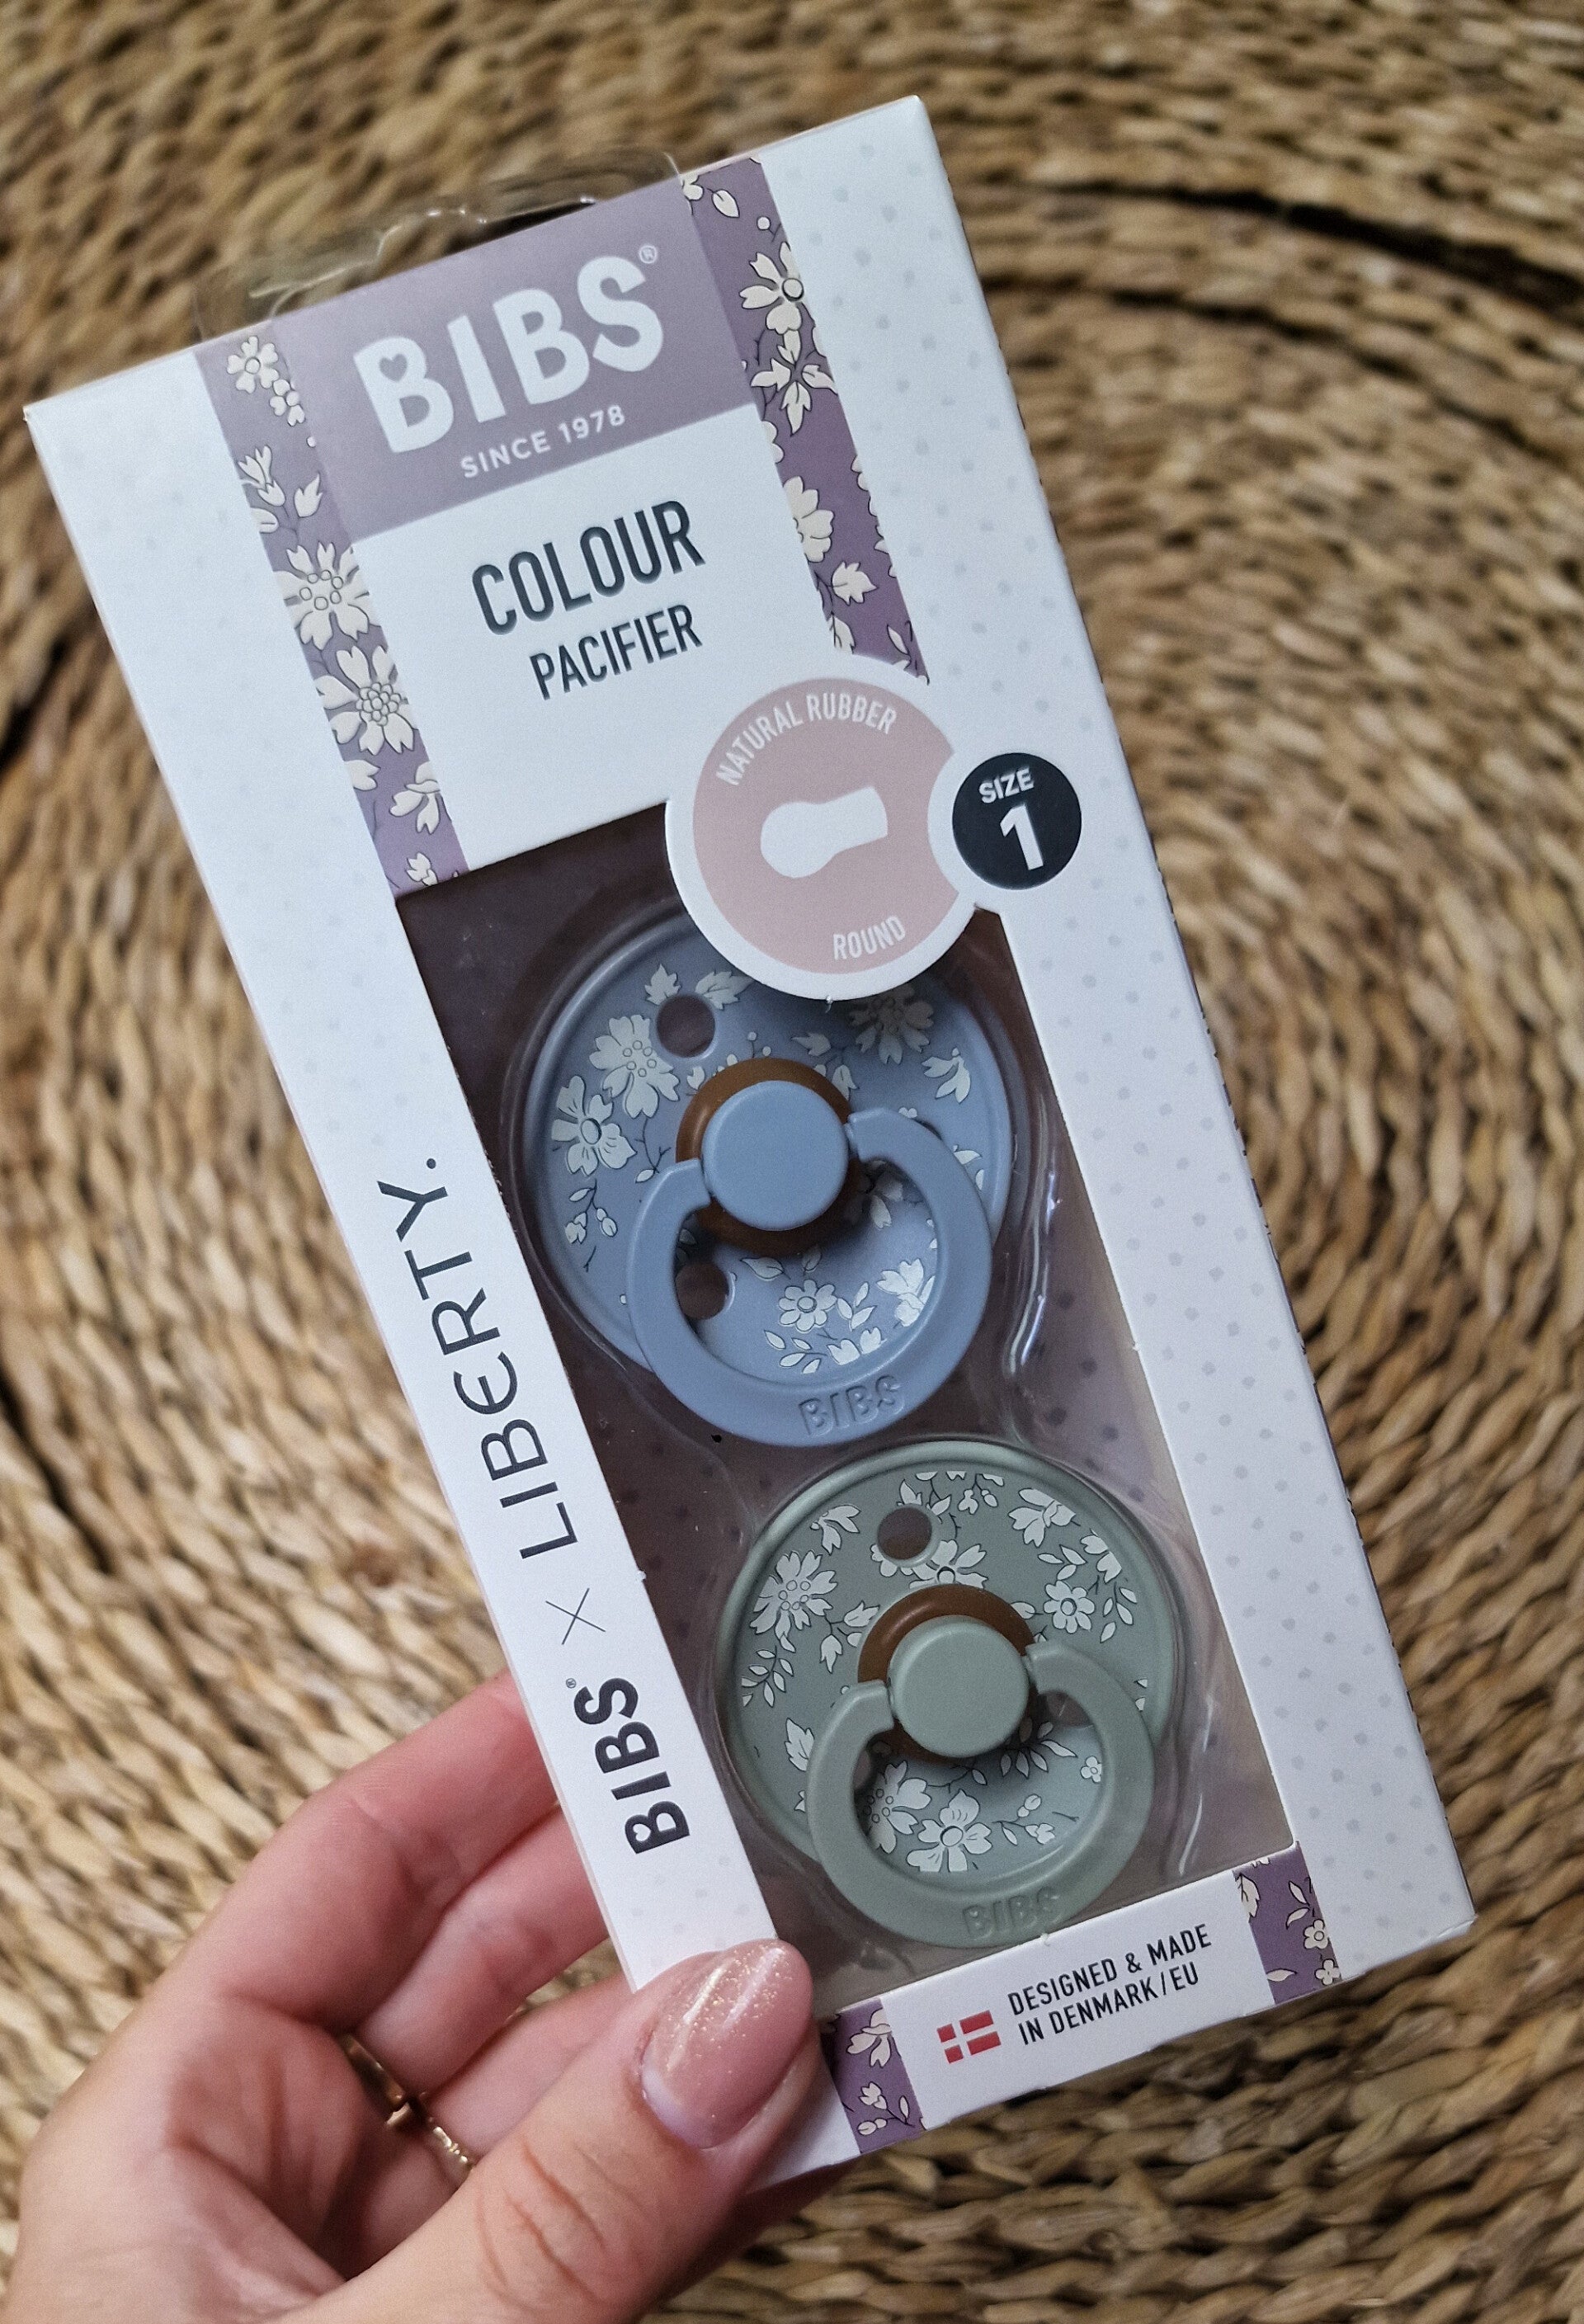 BIBS®
SINCE 1978
COLOUR
PACIFIER
NATURAL RUBBER
ROUND
SIZE
1
BIBS® × LIBERTY.
BIBS
BIBS
DESIGNED & MADE
IN DENMARK/EU